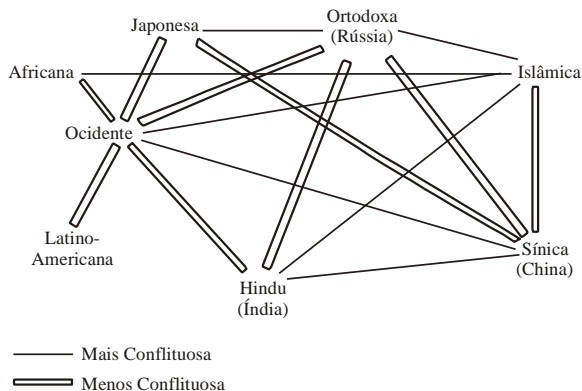 Japonesa
Ortodoxa
(Rússia)
Africana
Islâmica
Ocidente
Latino-
Americana
Hindu
(Índia)
Sínica
(China)
Mais Conflituosa
Menos Conflituosa